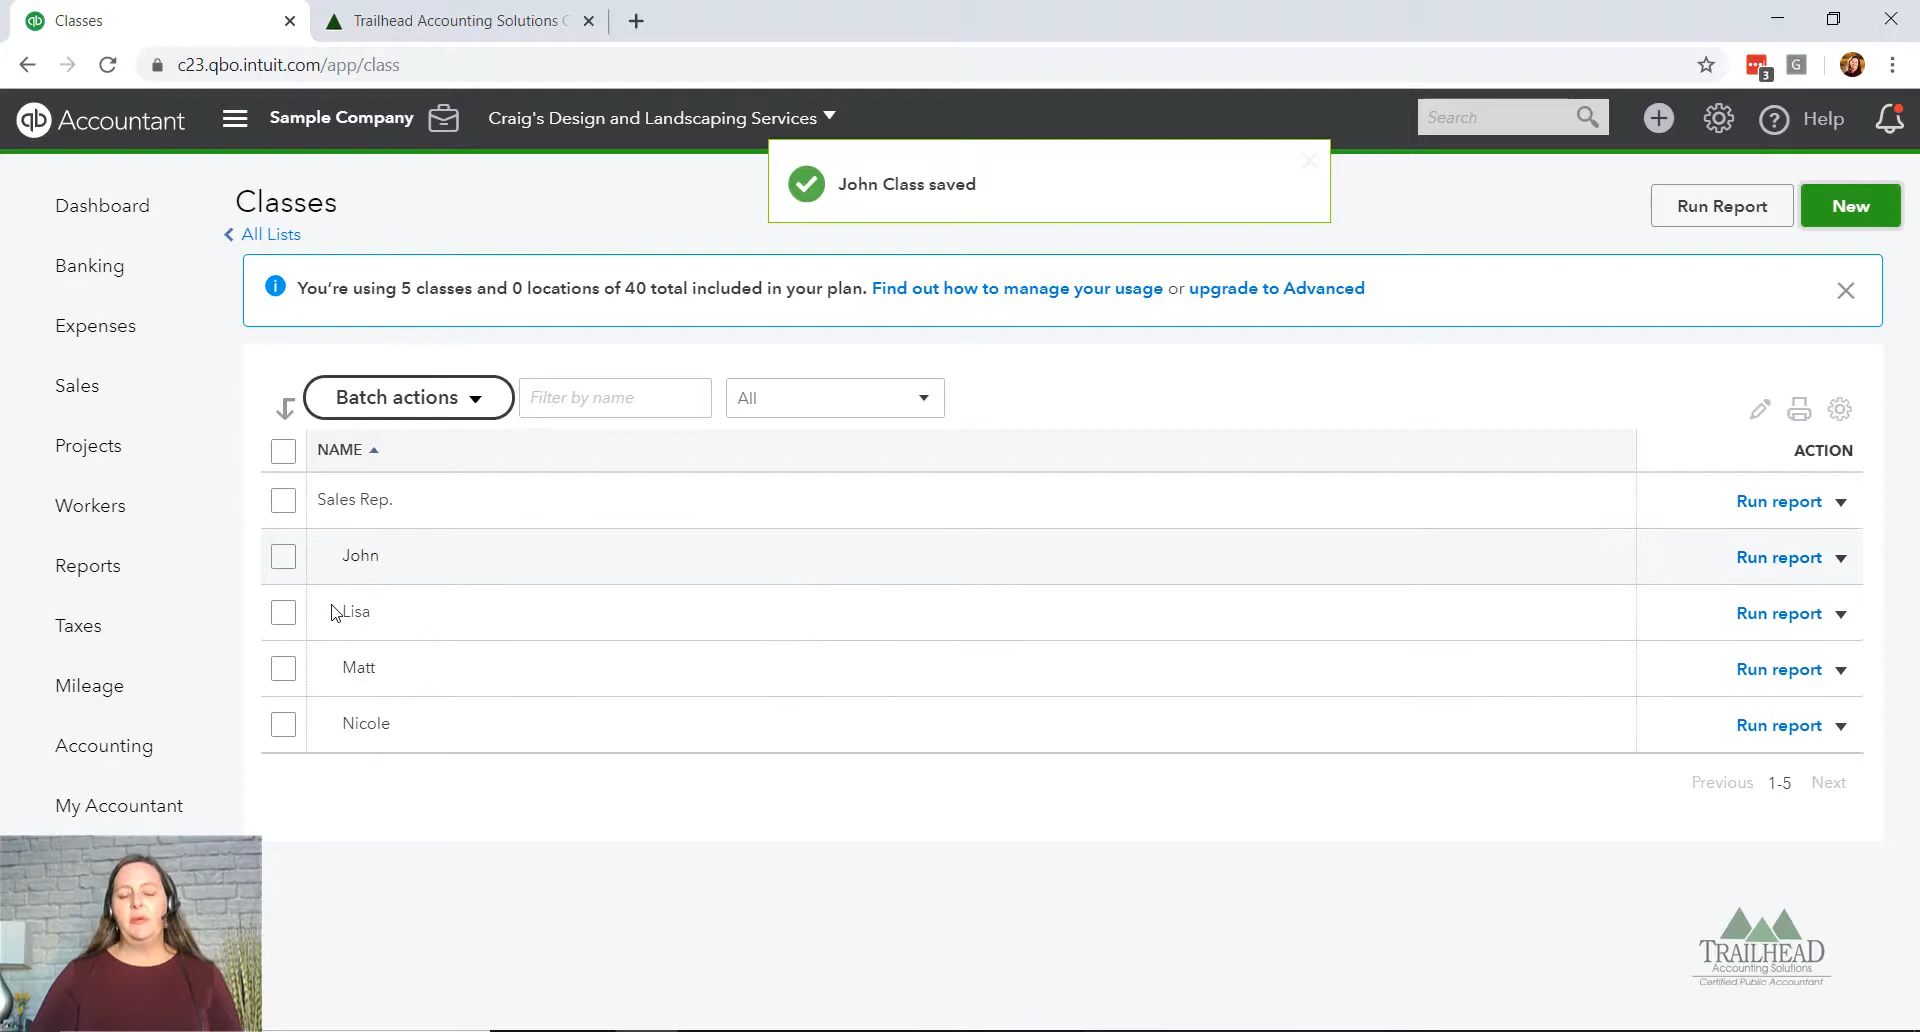 Classes
Trailhead Accounting Solutions
c23.qbo.intuit.com/app/class
3
G
qb Accountant
Sample Company
Craig's Design and Landscaping Services
Search
Help
John Class saved
Classes
All Lists
Run Report
New
You're using 5 classes and 0 locations of 40 total included in your plan. Find out how to manage your usage or upgrade to Advanced
Dashboard
Banking
Expenses
Sales
Projects
Workers
Reports
Taxes
Mileage
Accounting
My Accountant
Batch actions
Filter by name
All
NAME
ACTION
Sales Rep.
Run report
John
Run report
Lisa
Run report
Matt
Run report
Nicole
Run report
Previous 1-5 Next
TRAILHEAD
Accounting Solutions
Certified Public Accountant